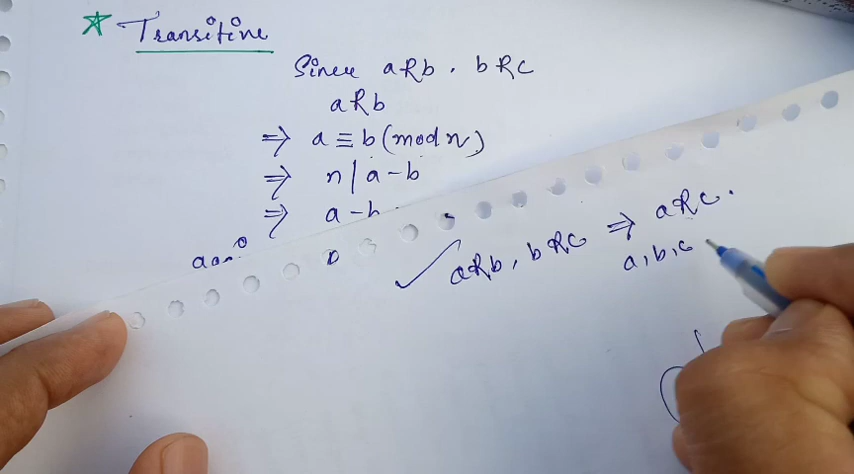 Transitive
Since aRb, bRc
aRb
⇒ a ≡ b (mod n)
⇒ n | a-b
⇒ a-b
aRb, bRc ⇒ aRc.
a, b, c